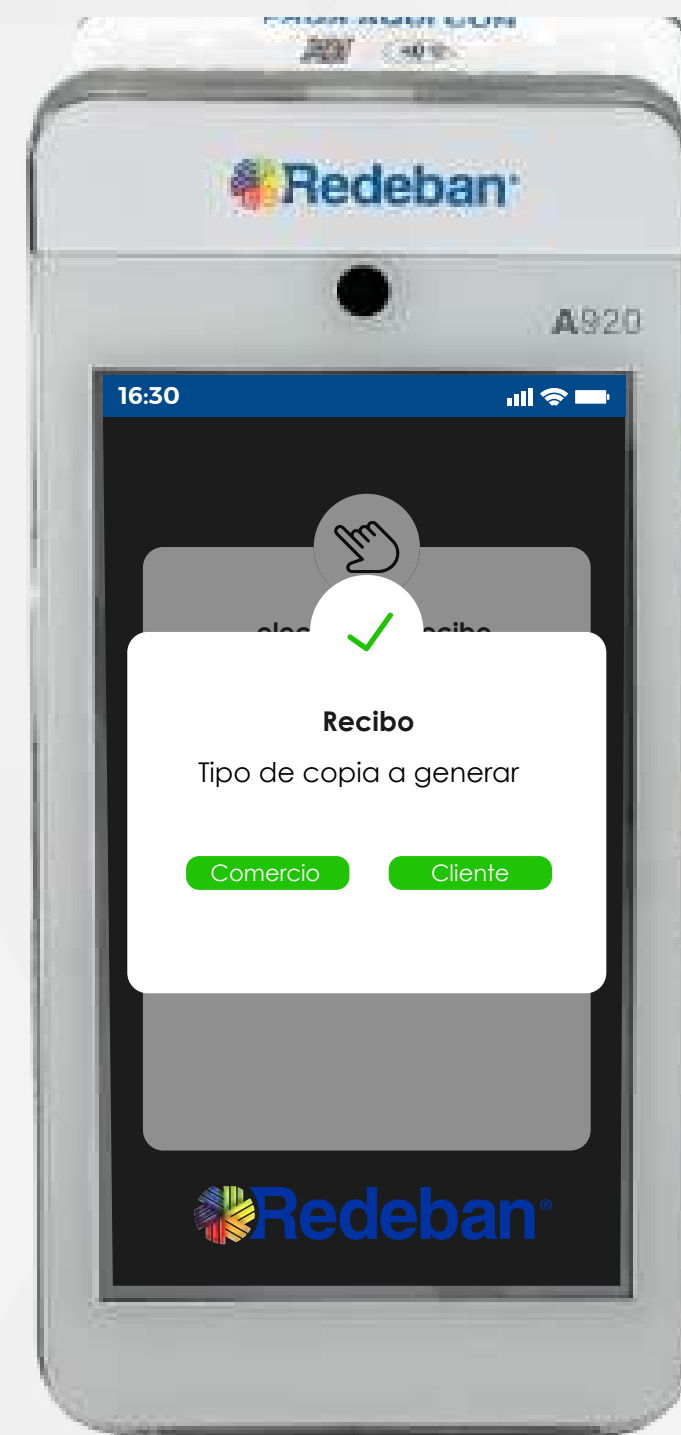 Redeban
A920
16:30
Recibo
Tipo de copia a generar
Comercio Cliente
Redeban®